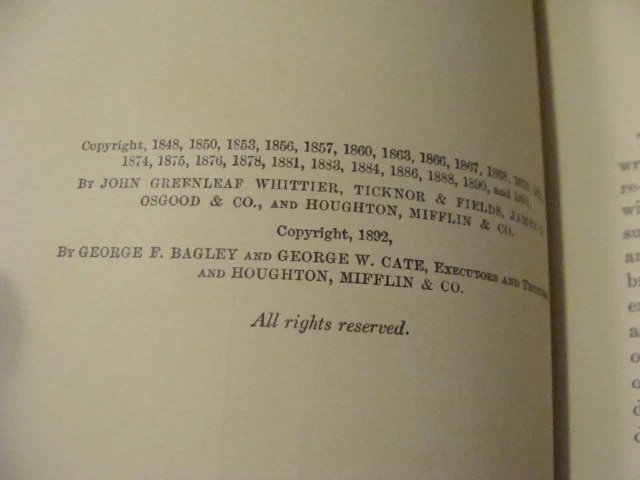 Copyright, 1848, 1850, 1853, 1856, 1857, 1860, 1863, 1866, 1867, 1868,
1874, 1875, 1876, 1878, 1881, 1883, 1884, 1886, 1888, 1890, and
By JOHN GREENLEAF WHITTIER, TICKNOR & FIELDS, JAMES
OSGOOD & CO., AND HOUGHTON, MIFFLIN & CO.
Copyright, 1892,
By GEORGE F. BAGLEY AND GEORGE W. CATE, EXECUTORS AND
AND HOUGHTON, MIFFLIN & CO.
All rights reserved.